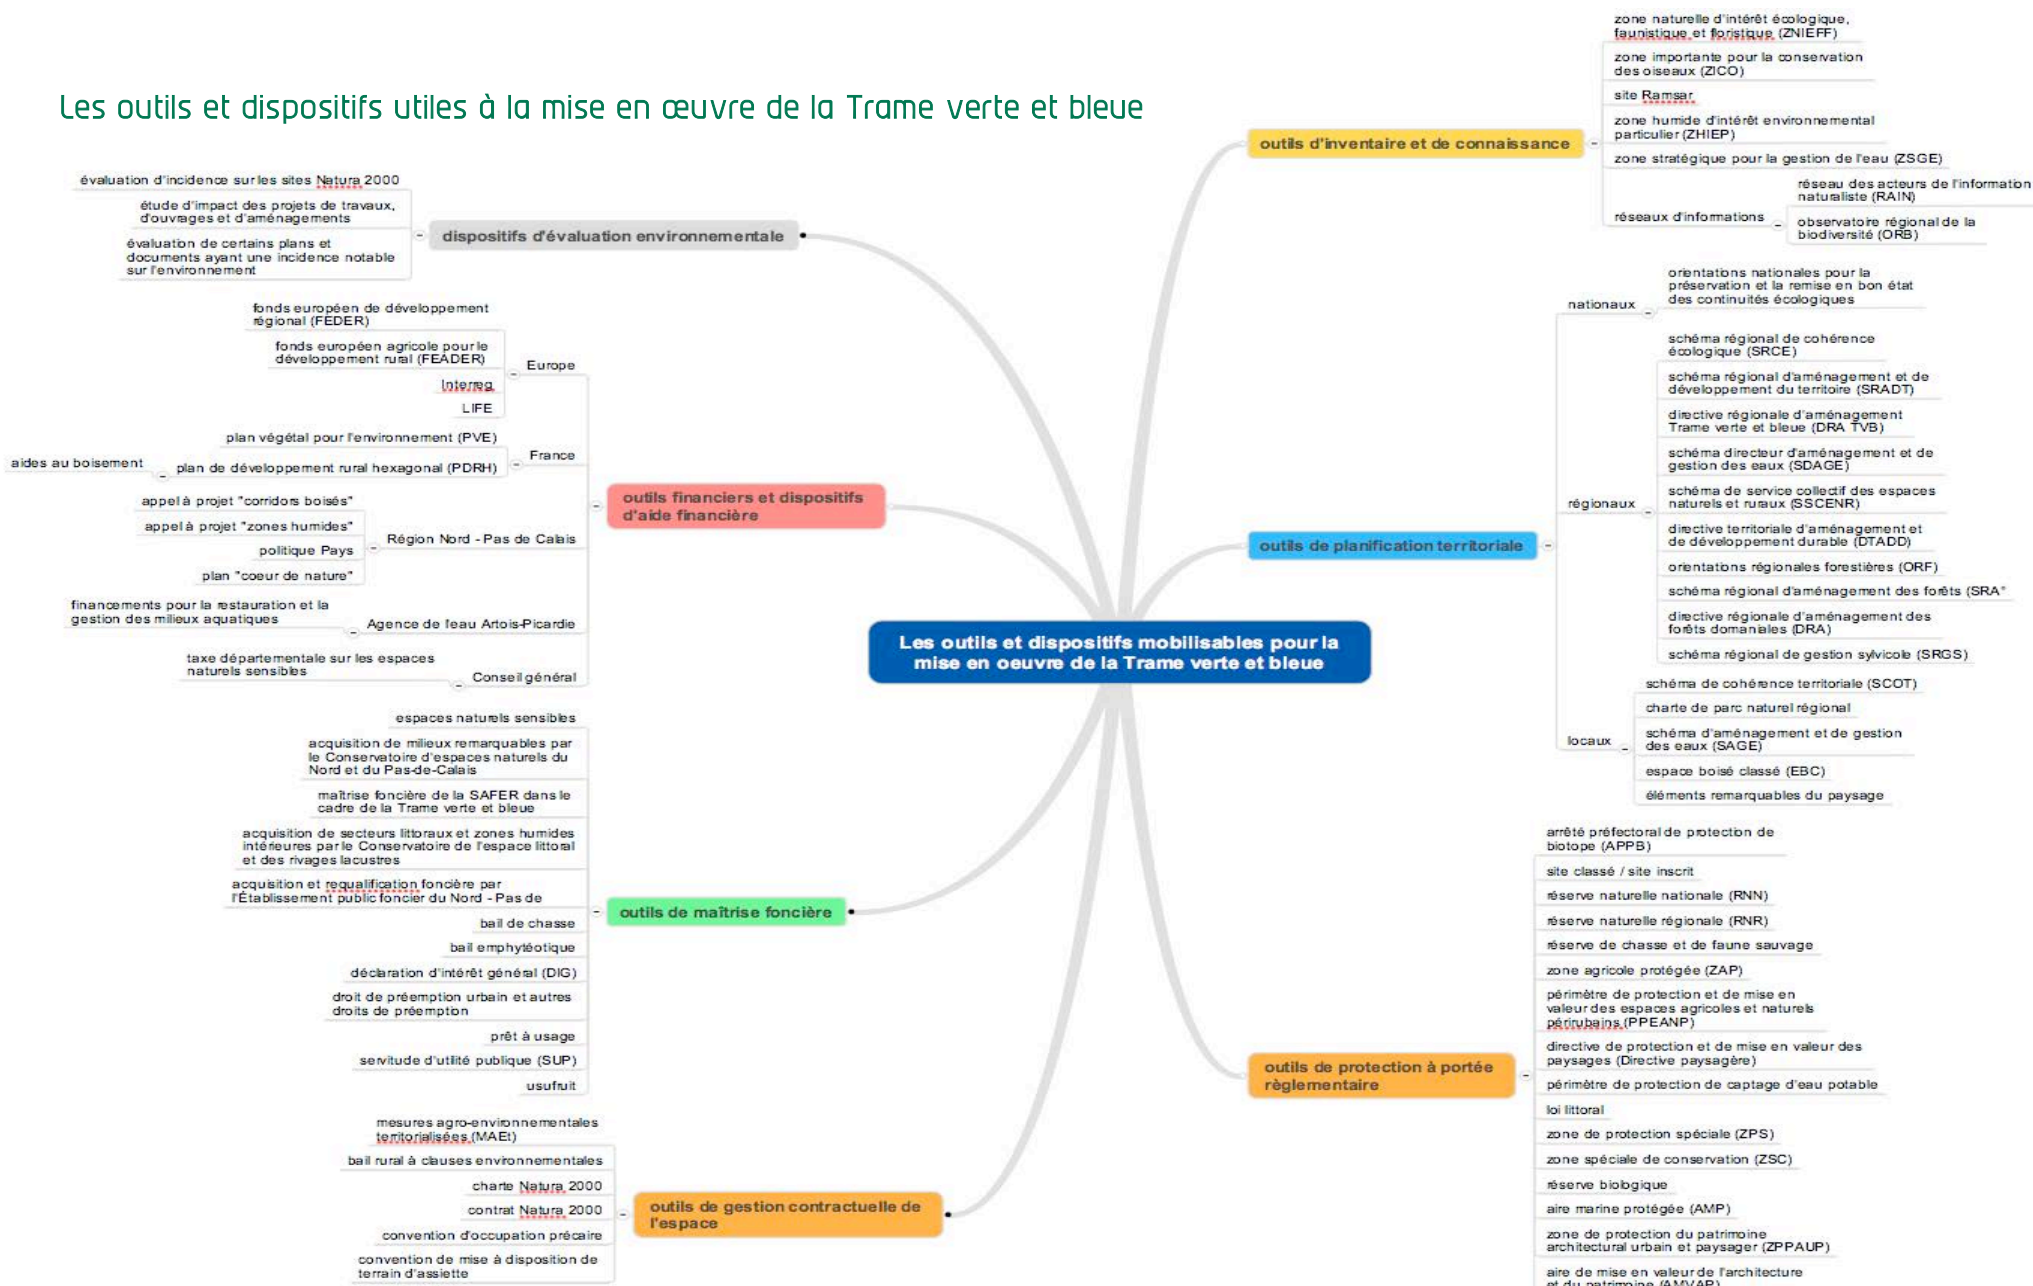 Les outils et dispositifs utiles à la mise en œuvre de la Trame verte et bleue
évaluation d'incidence sur les sites Natura 2000
étude d'impact des projets de travaux,
d'ouvrages et d'aménagements
évaluation de certains plans et
documents ayant une incidence notable
sur l'environnement
dispositifs d'évaluation environnementale
fonds européen de développement
régional (FEDER)
fonds européen agricole pour le
développement rural (FEADER)
Interreg
LIFE
Europe
plan végétal pour l'environnement (PVE)
aides au boisement
plan de développement rural hexagonal (PDRH)
France
appel à projet "corridors boisés"
appel à projet "zones humides"
politique Pays
plan "coeur de nature"
Région Nord - Pas de Calais
financements pour la restauration et la
gestion des milieux aquatiques
Agence de l'eau Artois-Picardie
taxe départementale sur les espaces
naturels sensibles
Conseil général
outils financiers et dispositifs
d'aide financière
espaces naturels sensibles
acquisition de milieux remarquables par
le Conservatoire d'espaces naturels du
Nord et du Pas-de-Calais
maîtrise foncière de la SAFER dans le
cadre de la Trame verte et bleue
acquisition de secteurs littoraux et zones humides
intérieures par le Conservatoire de l'espace littoral
et des rivages lacustres
acquisition et requalification foncière par
l'Établissement public foncier du Nord - Pas de
bail de chasse
bail emphytéotique
déclaration d'intérêt général (DIG)
droit de préemption urbain et autres
droits de préemption
prêt à usage
servitude d'utilité publique (SUP)
usufruit
outils de maîtrise foncière
mesures agro-environnementales
territorialisées (MAEt)
bail rural à clauses environnementales
charte Natura 2000
contrat Natura 2000
convention d'occupation précaire
convention de mise à disposition de
terrain d'assiette
outils de gestion contractuelle de
l'espace
Les outils et dispositifs mobilisables pour la
mise en oeuvre de la Trame verte et bleue
outils d'inventaire et de connaissance
zone naturelle d'intérêt écologique,
faunistique et floristique (ZNIEFF)
zone importante pour la conservation
des oiseaux (ZICO)
site Ramsar
zone humide d'intérêt environnemental
particulier (ZHIEP)
zone stratégique pour la gestion de l'eau (ZSGE)
réseaux d'informations
réseau des acteurs de l'information
naturaliste (RAIN)
observatoire régional de la
biodiversité (ORB)
outils de planification territoriale
nationaux
orientations nationales pour la
préservation et la remise en bon état
des continuités écologiques
régionaux
schéma régional de cohérence
écologique (SRCE)
schéma régional d'aménagement et de
développement du territoire (SRADT)
directive régionale d'aménagement
Trame verte et bleue (DRA TVB)
schéma directeur d'aménagement et de
gestion des eaux (SDAGE)
schéma de service collectif des espaces
naturels et ruraux (SSCENR)
directive territoriale d'aménagement et
de développement durable (DTADD)
orientations régionales forestières (ORF)
schéma régional d'aménagement des forêts (SRA"
directive régionale d'aménagement des
forêts domaniales (DRA)
schéma régional de gestion sylvicole (SRGS)
locaux
schéma de cohérence territoriale (SCOT)
charte de parc naturel régional
schéma d'aménagement et de gestion
des eaux (SAGE)
espace boisé classé (EBC)
éléments remarquables du paysage
outils de protection à portée
règlementaire
arrêté préfectoral de protection de
biotope (APPB)
site classé / site inscrit
réserve naturelle nationale (RNN)
réserve naturelle régionale (RNR)
réserve de chasse et de faune sauvage
zone agricole protégée (ZAP)
périmètre de protection et de mise en
valeur des espaces agricoles et naturels
périrubains (PPEANP)
directive de protection et de mise en valeur des
paysages (Directive paysagère)
périmètre de protection de captage d'eau potable
loi littoral
zone de protection spéciale (ZPS)
zone spéciale de conservation (ZSC)
réserve biologique
aire marine protégée (AMP)
zone de protection du patrimoine
architectural urbain et paysager (ZPPAUP)
aire de mise en valeur de l'architecture
et du patrimoine (AMVAP)